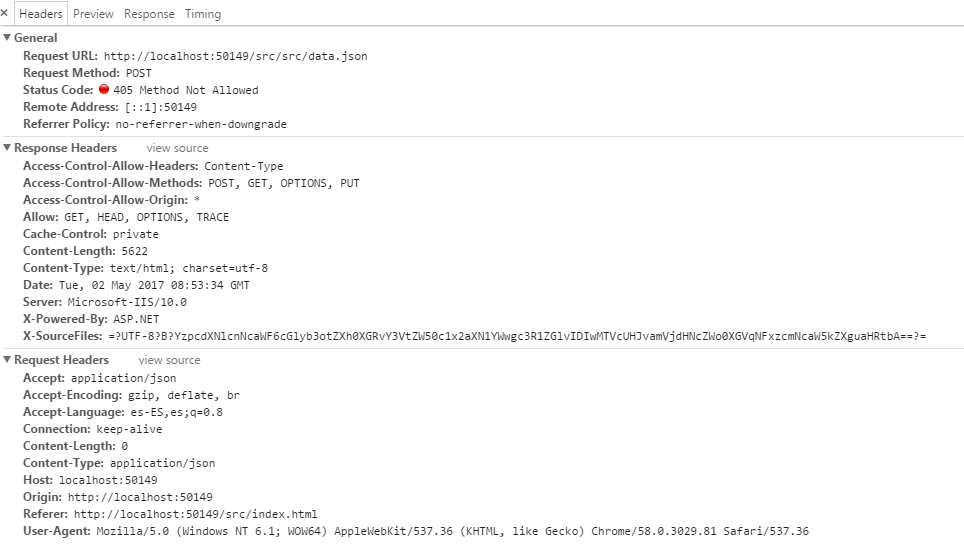 × Headers Preview Response Timing
▼ General
Request URL: http://localhost:50149/src/src/data.json
Request Method: POST
Status Code: 405 Method Not Allowed
Remote Address: [::1]:50149
Referrer Policy: no-referrer-when-downgrade
▼ Response Headers view source
Access-Control-Allow-Headers: Content-Type
Access-Control-Allow-Methods: POST, GET, OPTIONS, PUT
Access-Control-Allow-Origin: *
Allow: GET, HEAD, OPTIONS, TRACE
Cache-Control: private
Content-Length: 5622
Content-Type: text/html; charset=utf-8
Date: Tue, 02 May 2017 08:53:34 GMT
Server: Microsoft-IIS/10.0
X-Powered-By: ASP.NET
X-SourceFiles: =?UTF-8?B?YzpcdXNlcnNcaWF6cGlyb3otZXh0XGRvY3VtZW50c1x2aXN1YWwgc3R1ZGlvIDIwMTVcUHJvamVjdHNcZWo0XGVqNFxzcmNcaW5kZXguaHRtbA==?=
▼ Request Headers view source
Accept: application/json
Accept-Encoding: gzip, deflate, br
Accept-Language: es-ES,es;q=0.8
Connection: keep-alive
Content-Length: 0
Content-Type: application/json
Host: localhost:50149
Origin: http://localhost:50149
Referer: http://localhost:50149/src/index.html
User-Agent: Mozilla/5.0 (Windows NT 6.1; WOW64) AppleWebKit/537.36 (KHTML, like Gecko) Chrome/58.0.3029.81 Safari/537.36